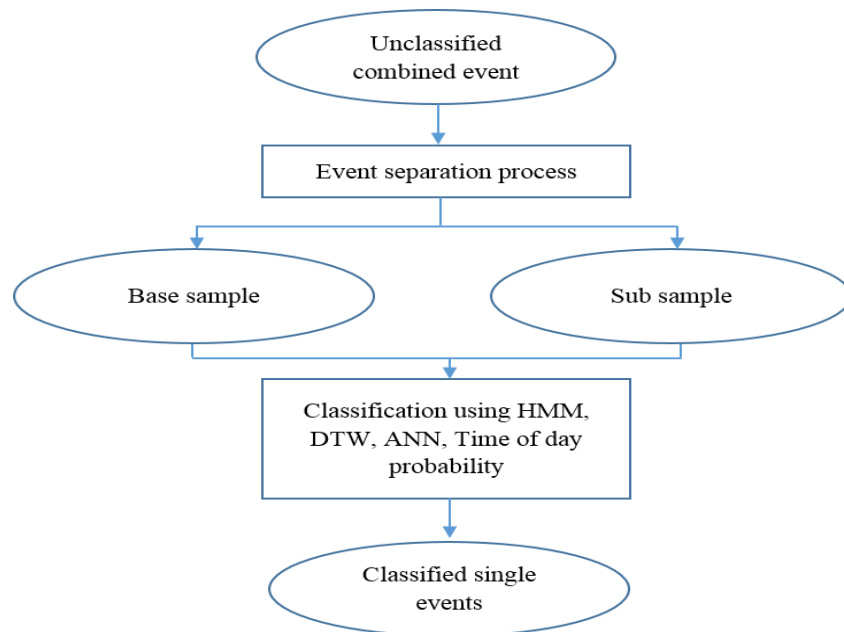 Unclassified
combined event
Event separation process
Base sample
Sub sample
Classification using HMM,
DTW, ANN, Time of day
probability
Classified single
events